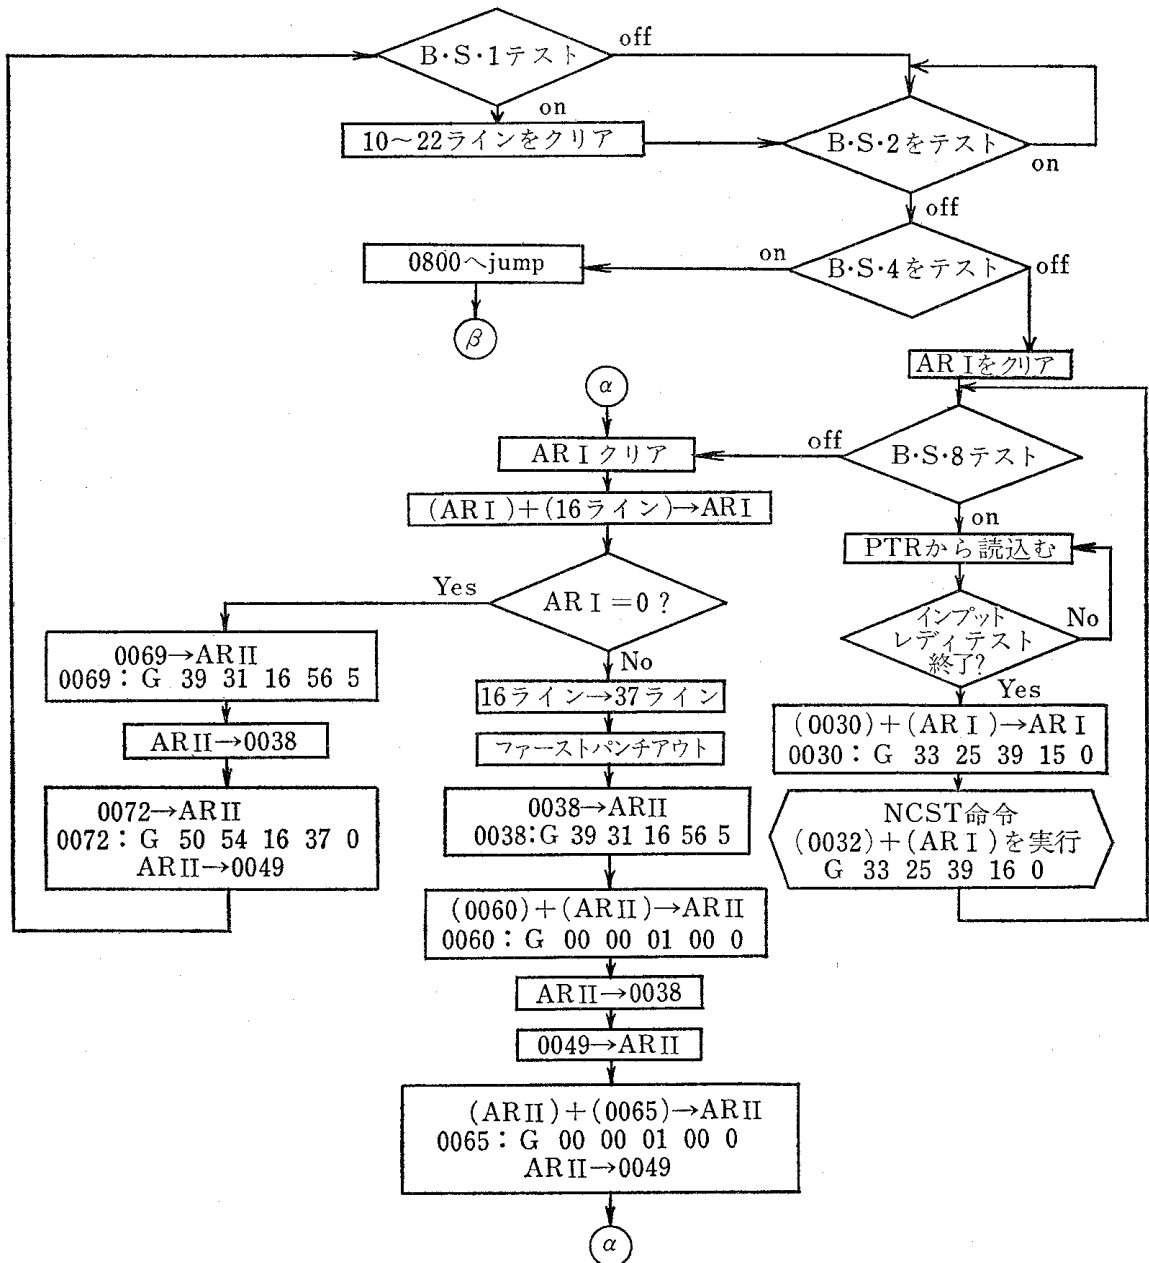 B・S・1テスト
off
on
10～22ラインをクリア
B・S・2をテスト
on
off
B・S・4をテスト
on
off
0800へjump
β
ARⅠをクリア
B・S・8テスト
off
on
PTRから読込む
インプット
レディテスト
終了?
No
Yes
(0030)+(ARⅠ)→ARⅠ
0030：G 33 25 39 15 0
NCST命令
(0032)+(ARⅠ)を実行
G 33 25 39 16 0
α
ARⅠクリア
(ARⅠ)+(16ライン)→ARⅠ
ARⅠ=0?
Yes
No
0069→ARⅡ
0069：G 39 31 16 56 5
ARⅡ→0038
0072→ARⅡ
0072：G 50 54 16 37 0
ARⅡ→0049
16ライン→37ライン
ファーストパンチアウト
0038→ARⅡ
0038:G 39 31 16 56 5
(0060)+(ARⅡ)→ARⅡ
0060：G 00 00 01 00 0
ARⅡ→0038
0049→ARⅡ
(ARⅡ)+(0065)→ARⅡ
0065：G 00 00 01 00 0
ARⅡ→0049
α